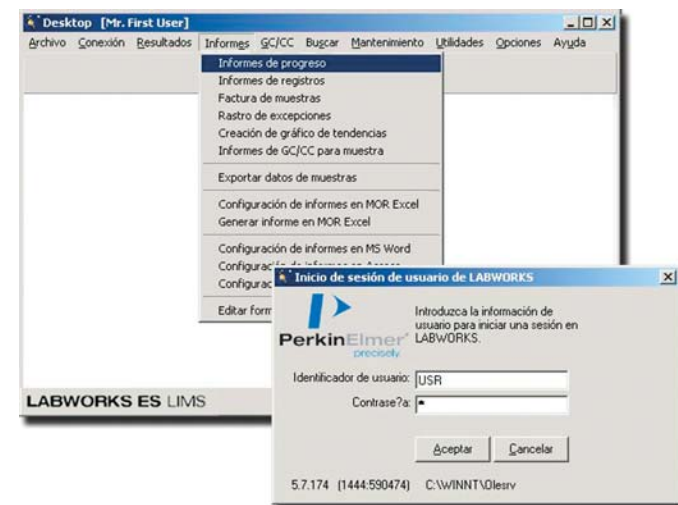 Desktop [Mr. First User]
Archivo Conexión Resultados Informes GC/CC Buscar Mantenimiento Utilidades Opciones Ayuda
Informes de progreso
Informes de registros
Factura de muestras
Rastro de excepciones
Creación de gráfico de tendencias
Informes de GC/CC para muestra
Exportar datos de muestras
Configuración de informes en MOR Excel
Generar informe en MOR Excel
Configuración de informes en MS Word
Editar form
LABWORKS ES LIMS
Inicio de sesión de usuario de LABWORKS
PerkinElmer
precisely
Introduzca la información de
usuario para iniciar una sesión en
LABWORKS.
Identificador de usuario: USR
Contrase?a: *
Aceptar Cancelar
5.7.174 (1444:590474) C:\WINNT\Olesrv